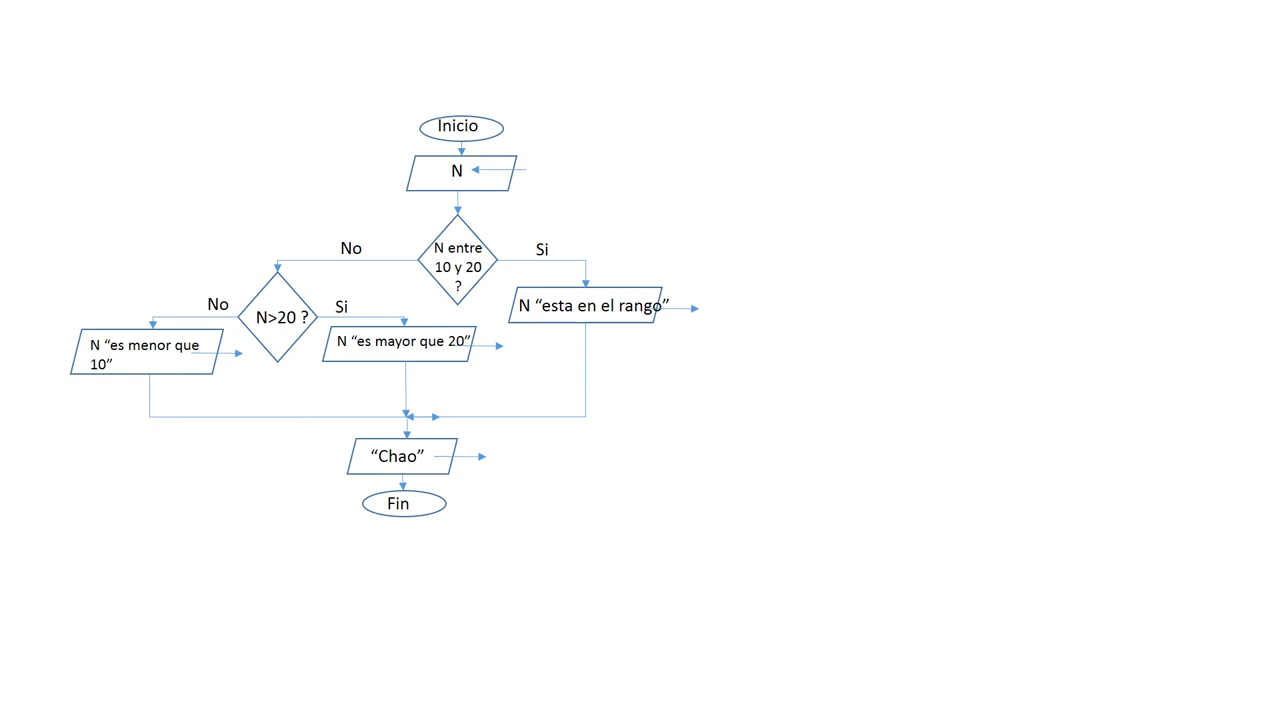 Inicio
N
N entre
10 y 20
?
No
Si
N “esta en el rango”
N>20 ?
No
Si
N “es menor que
10”
N “es mayor que 20”
“Chao”
Fin